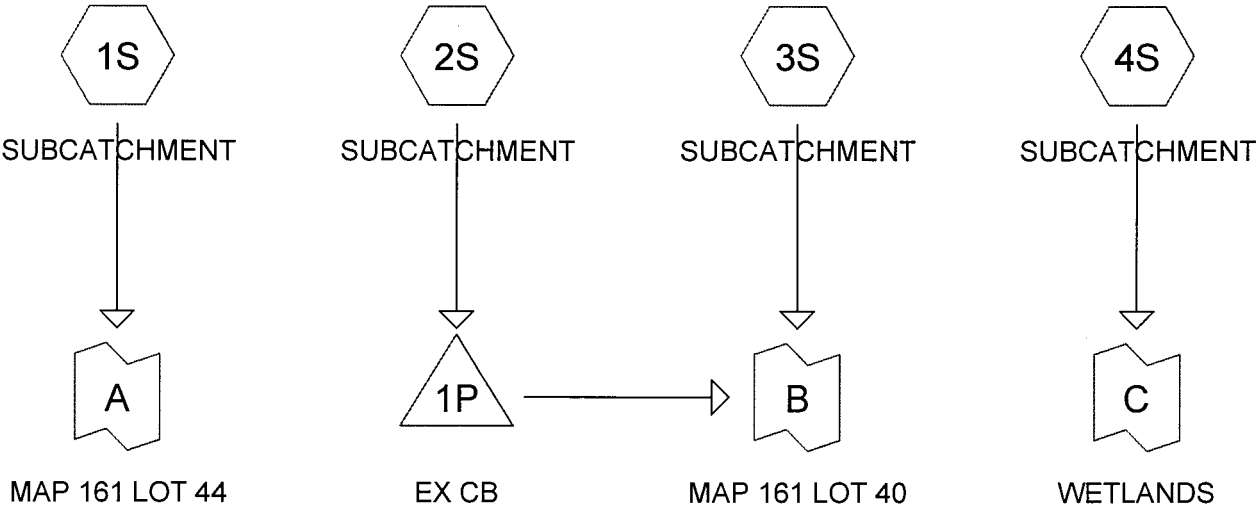 1S 2S 3S 4S
SUBCATCHMENT SUBCATCHMENT SUBCATCHMENT SUBCATCHMENT
A 1P B C
MAP 161 LOT 44 EX CB MAP 161 LOT 40 WETLANDS